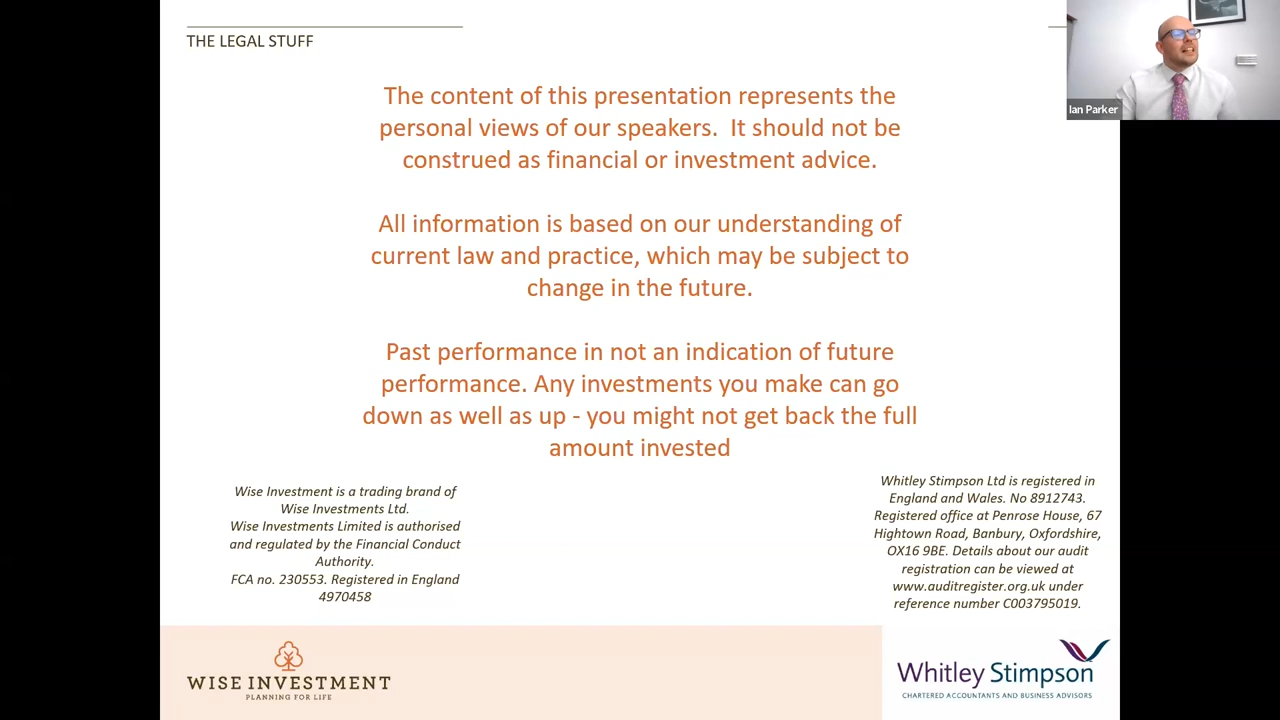 THE LEGAL STUFF
Ian Parker
The content of this presentation represents the
personal views of our speakers.  It should not be
construed as financial or investment advice.
All information is based on our understanding of
current law and practice, which may be subject to
change in the future.
Past performance in not an indication of future
performance. Any investments you make can go
down as well as up - you might not get back the full
amount invested
Wise Investment is a trading brand of
Wise Investments Ltd.
Wise Investments Limited is authorised
and regulated by the Financial Conduct
Authority.
FCA no. 230553. Registered in England
4970458
Whitley Stimpson Ltd is registered in
England and Wales. No 8912743.
Registered office at Penrose House, 67
Hightown Road, Banbury, Oxfordshire,
OX16 9BE. Details about our audit
registration can be viewed at
www.auditregister.org.uk under
reference number C003795019.
WISE INVESTMENT
PLANNING FOR LIFE
Whitley Stimpson
CHARTERED ACCOUNTANTS AND BUSINESS ADVISORS